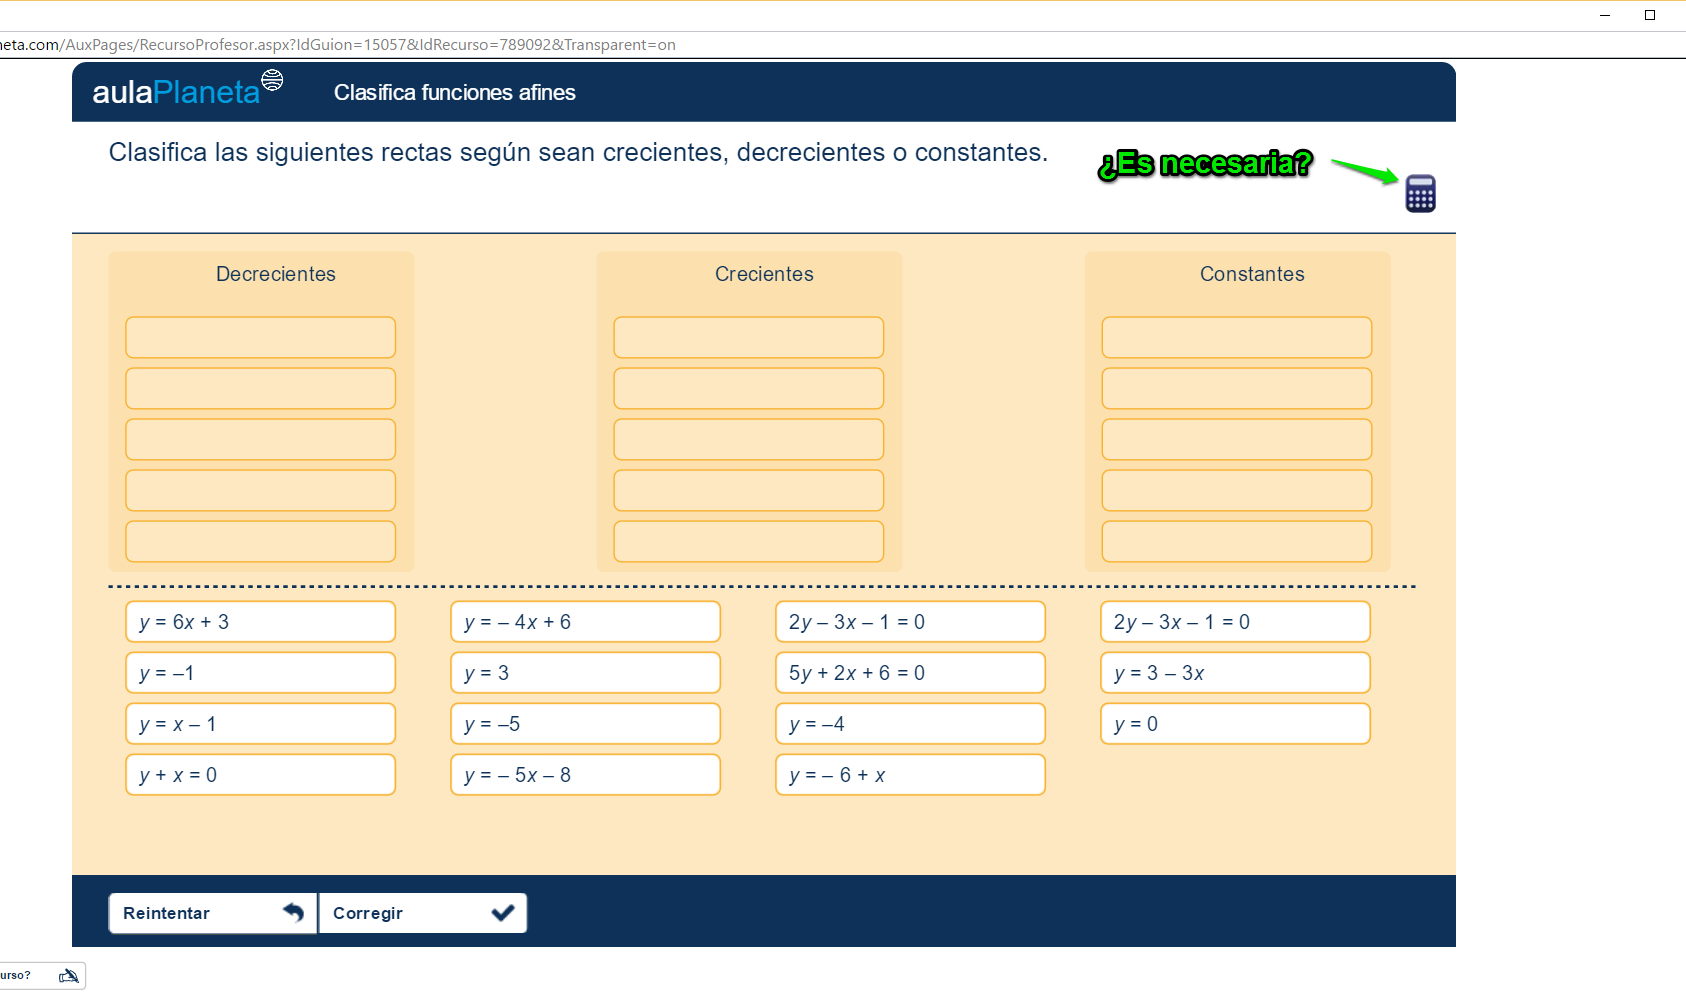 neta.com/AuxPages/RecursoProfesor.aspx?IdGuion=15057&IdRecurso=789092&Transparent=on
aulaPlaneta
Clasifica funciones afines
Clasifica las siguientes rectas según sean crecientes, decrecientes o constantes.
¿Es necesaria?
Decrecientes
Crecientes
Constantes
y = 6x + 3
y = – 4x + 6
2y – 3x – 1 = 0
2y – 3x – 1 = 0
y = –1
y = 3
5y + 2x + 6 = 0
y = 3 – 3x
y = x – 1
y = –5
y = –4
y = 0
y + x = 0
y = – 5x – 8
y = – 6 + x
Reintentar
Corregir
urso?